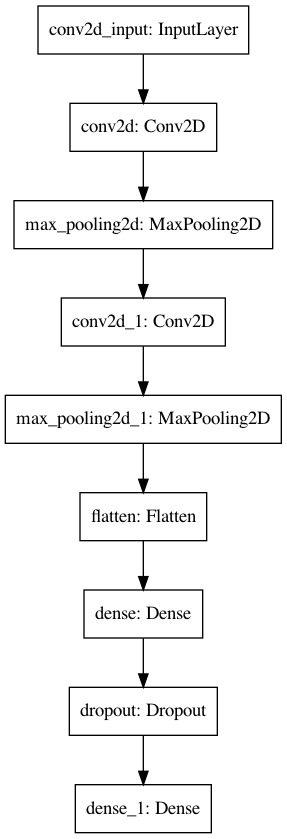 conv2d_input: InputLayer
conv2d: Conv2D
max_pooling2d: MaxPooling2D
conv2d_1: Conv2D
max_pooling2d_1: MaxPooling2D
flatten: Flatten
dense: Dense
dropout: Dropout
dense_1: Dense